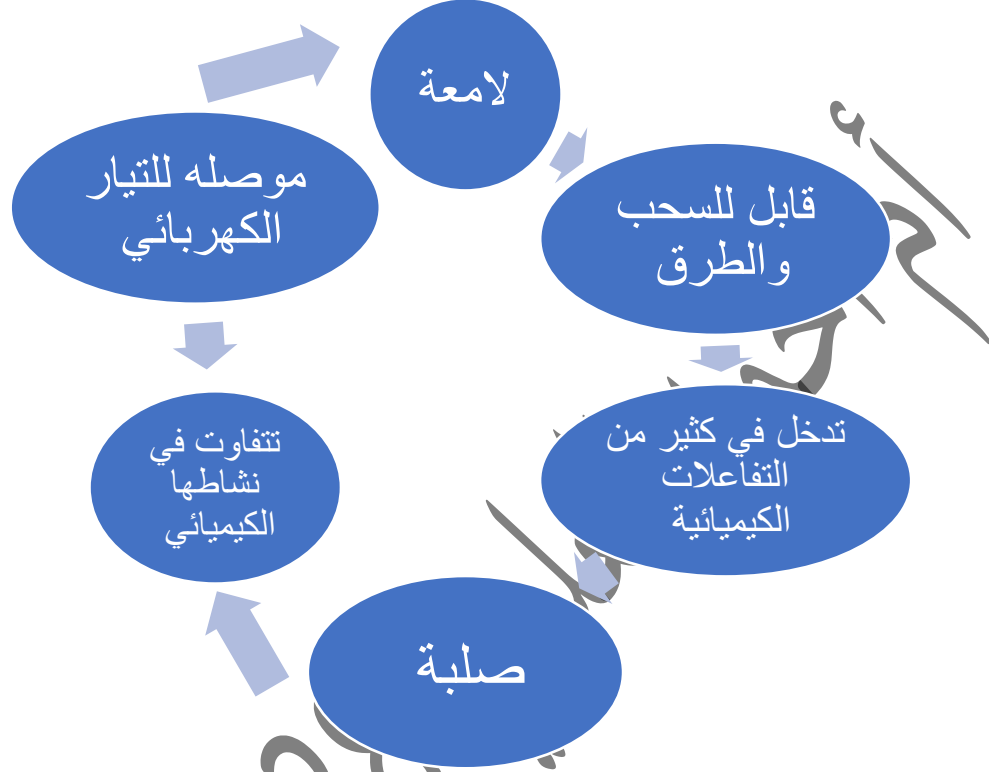 لامعة
قابل للسحب
والطرق
تدخل في كثير من
التفاعلات
الكيميائية
صلبة
تتفاوت في
نشاطها
الكيميائي
موصله للتيار
الكهربائي